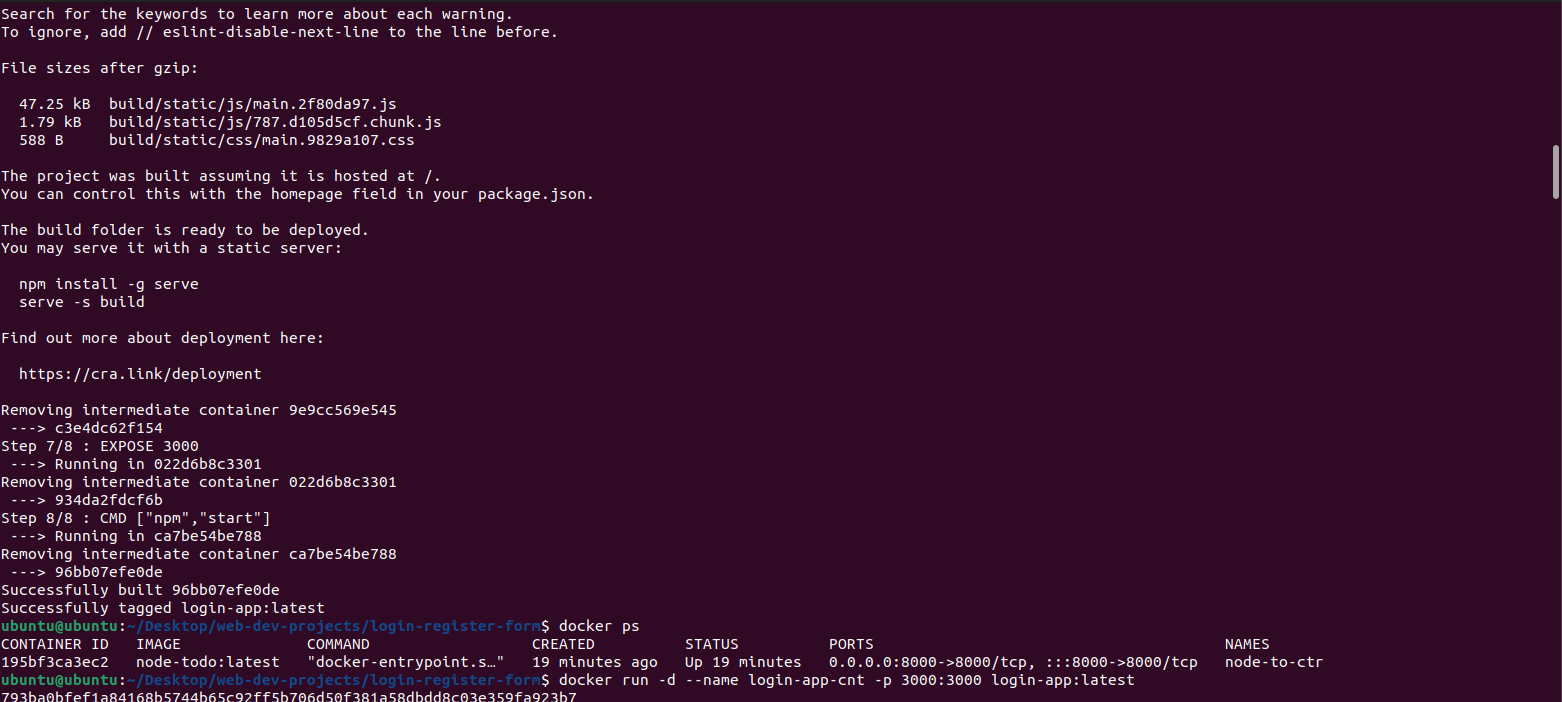 Search for the keywords to learn more about each warning.
To ignore, add // eslint-disable-next-line to the line before.
File sizes after gzip:
47.25 kB  build/static/js/main.2f80da97.js
1.79 kB   build/static/js/787.d105d5cf.chunk.js
588 B     build/static/css/main.9829a107.css
The project was built assuming it is hosted at /.
You can control this with the homepage field in your package.json.
The build folder is ready to be deployed.
You may serve it with a static server:
npm install -g serve
serve -s build
Find out more about deployment here:
https://cra.link/deployment
Removing intermediate container 9e9cc569e545
---> c3e4dc62f154
Step 7/8 : EXPOSE 3000
---> Running in 022d6b8c3301
Removing intermediate container 022d6b8c3301
---> 934da2fdcf6b
Step 8/8 : CMD ["npm","start"]
---> Running in ca7be54be788
Removing intermediate container ca7be54be788
---> 96bb07efe0de
Successfully built 96bb07efe0de
Successfully tagged login-app:latest
ubuntu@ubuntu:~/Desktop/web-dev-projects/login-register-form$ docker ps
CONTAINER ID   IMAGE              COMMAND                  CREATED          STATUS          PORTS                                       NAMES
195bf3ca3ec2   node-todo:latest   "docker-entrypoint.s…"   19 minutes ago   Up 19 minutes   0.0.0.0:8000->8000/tcp, :::8000->8000/tcp   node-to-ctr
ubuntu@ubuntu:~/Desktop/web-dev-projects/login-register-form$ docker run -d --name login-app-cnt -p 3000:3000 login-app:latest
793ba0bfef1a84168b5744b65c92ff5b706d50f381a58dbdd8c03e359fa923b7